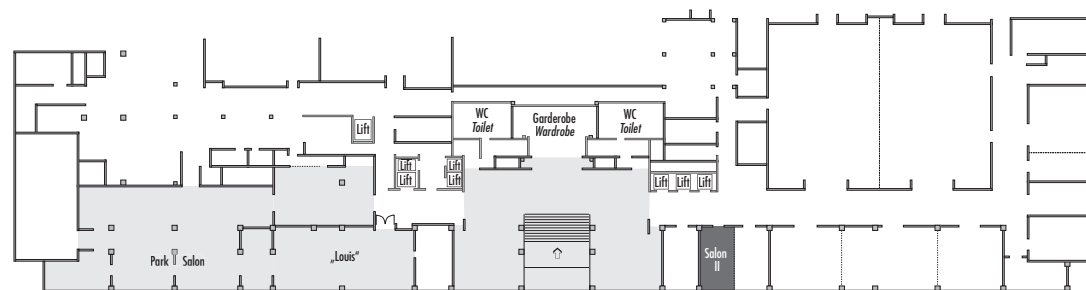 WC
Toilet
Garderobe
Wardrobe
WC
Toilet
Lift
Lift
Lift
Lift
Lift
Lift
Lift
Lift
Park Salon
„Louis“
Salon
II